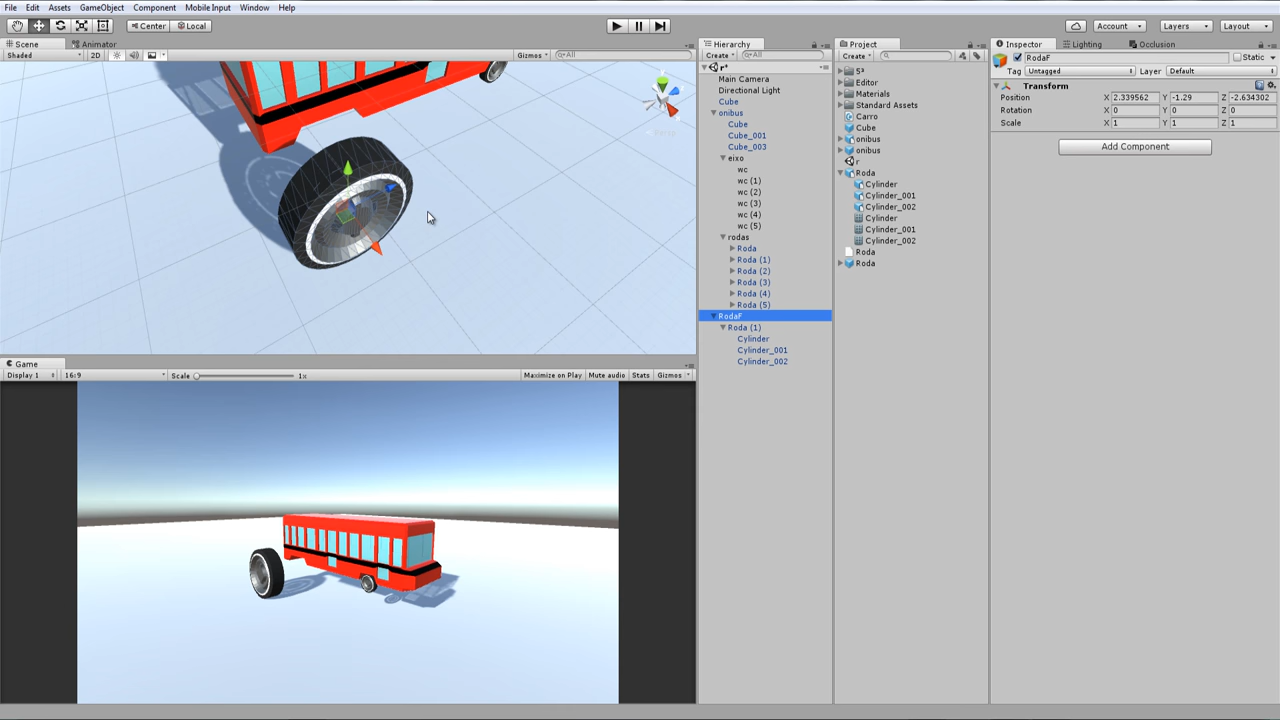 File Edit Assets GameObject Component Mobile Input Window Help
Center Local Account Layers Layout
Scene Animator
Shaded 2D Gizmos All
Game
Display 1 16:9 Scale 1x Maximize on Play Mute audio Stats Gizmos
Hierarchy
Create All
r*
Main Camera
Directional Light
Cube
onibus
Cube
Cube_001
Cube_003
eixo
wc
wc (1)
wc (2)
wc (3)
wc (4)
wc (5)
rodas
Roda
Roda (1)
Roda (2)
Roda (3)
Roda (4)
Roda (5)
RodaF
Roda (1)
Cylinder
Cylinder_001
Cylinder_002
Project
Create
5ª
Editor
Materials
Standard Assets
Carro
Cube
onibus
onibus
r
Roda
Cylinder
Cylinder_001
Cylinder_002
Cylinder
Cylinder_001
Cylinder_002
Roda
Roda
Inspector Lighting Occlusion
RodaF Static
Tag Untagged Layer Default
Transform
Position X 2.339562 Y -1.29 Z -2.634302
Rotation X 0 Y 0 Z 0
Scale X 1 Y 1 Z 1
Add Component